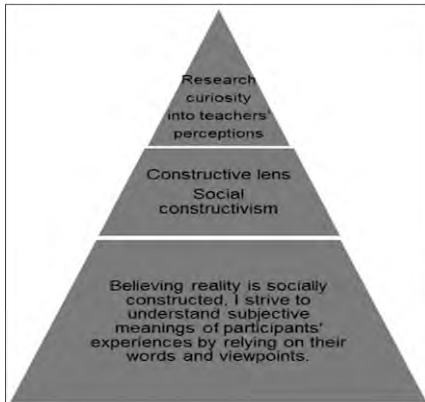 Research
curiosity
into teachers'
perceptions
Constructive lens
Social
constructivism
Believing reality is socially
constructed, I strive to
understand subjective
meanings of participants'
experiences by relying on their
words and viewpoints.